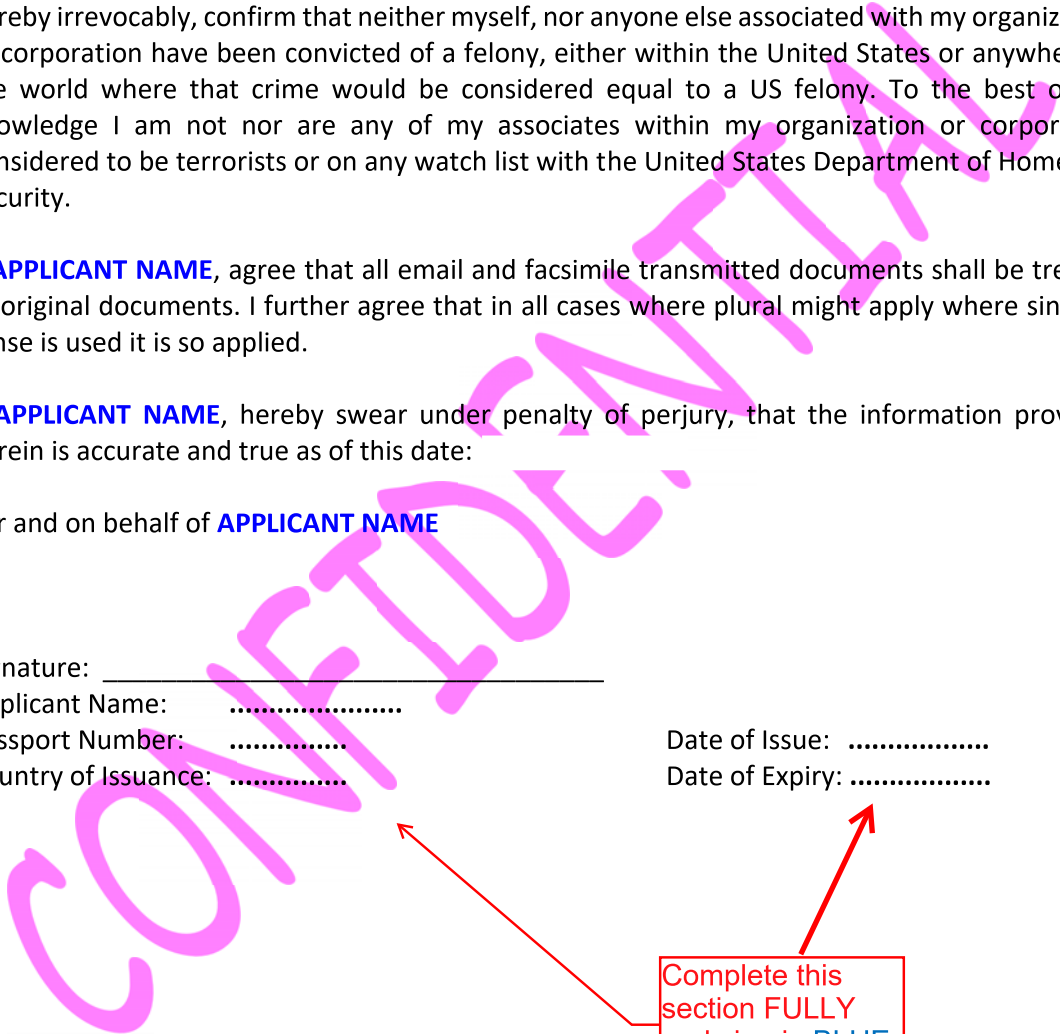 reby irrevocably, confirm that neither myself, nor anyone else associated with my organiz
corporation have been convicted of a felony, either within the United States or anywhe
e world where that crime would be considered equal to a US felony. To the best o
owledge I am not nor are any of my associates within my organization or corpor
nsidered to be terrorists or on any watch list with the United States Department of Home
curity.
APPLICANT NAME, agree that all email and facsimile transmitted documents shall be tre
original documents. I further agree that in all cases where plural might apply where sin
nse is used it is so applied.
APPLICANT NAME, hereby swear under penalty of perjury, that the information prov
rein is accurate and true as of this date:
r and on behalf of APPLICANT NAME
nature: ___________________________________
plicant Name: ......................
ssport Number: ............... Date of Issue: ..................
untry of Issuance: ............... Date of Expiry: ..................
CONFIDENTIAL
Complete this
section FULLY
BLUE